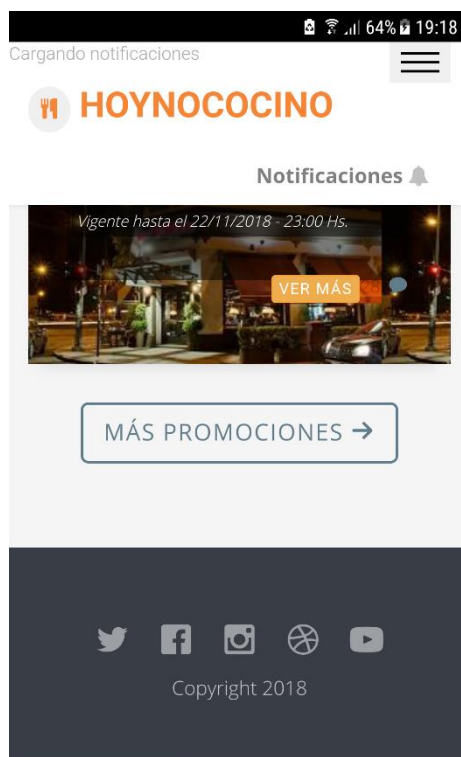 64% 19:18
Cargando notificaciones
HOYNOCOCINO
Notificaciones
Vigente hasta el 22/11/2018 - 23:00 Hs.
VER MÁS
MÁS PROMOCIONES →
Copyright 2018